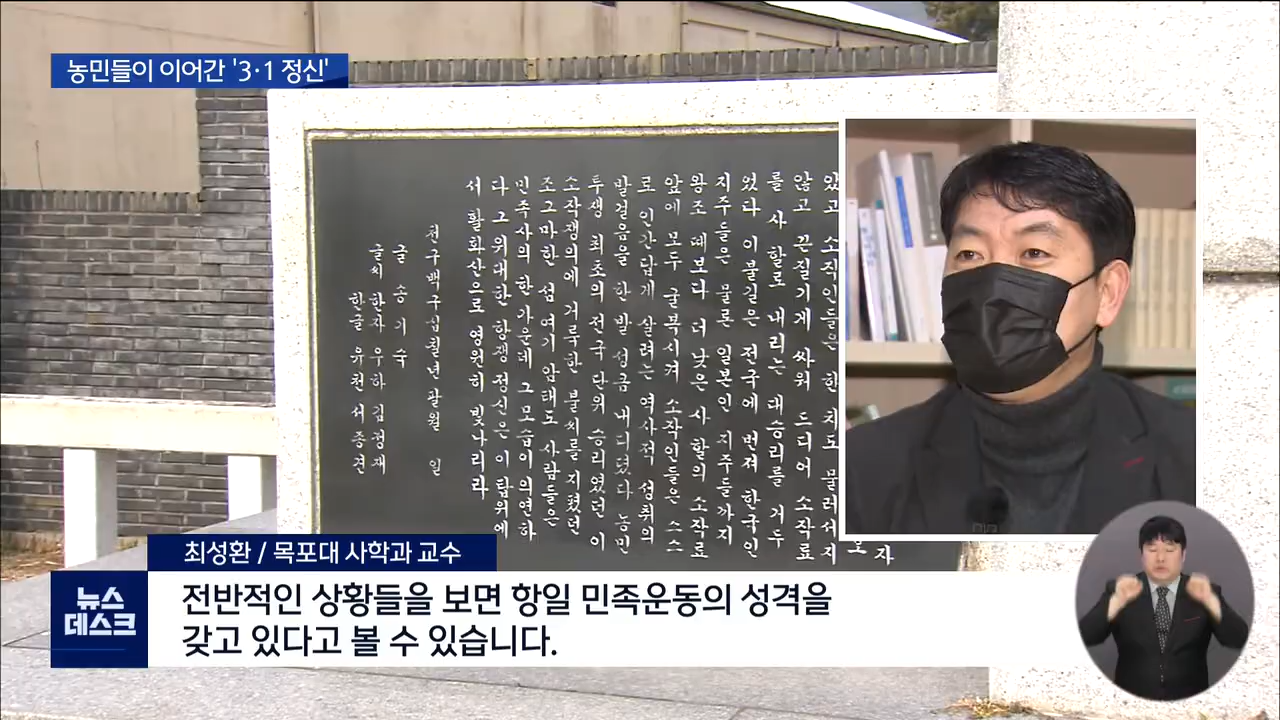 농민들이 이어간 '3·1 정신'
았고 소작인들은 한 치도 물러서지
않고 끈질기게 싸워 드디어 소작료
를 사 할로 내리는 대승리를 거두
었다 이불길은 전국에 번져 한국인
지주들은 물론 일본인 지주들까지
왕조 때보다 더 낮은 사 할의 소작료
앞에 모두 굴복시켜 소작인들은 스스
로 인간답게 살려는 역사적 성취의
발걸음을 한 발 성큼 내디뎠다 농민
투쟁 최초의 전국 단위 승리였던 이
소작쟁의에 거룩한 불씨를 지폈던
조그마한 섬 여기 암태도 사람들은
민족사의 한 가운데 그 모습이 의연하
다 그 위대한 항쟁 정신은 이 탑위에
서 활화산으로 영원히 빛나리라
천구백구십칠년 팔월 일
글 송기숙
글씨 한자 우하 김정재
한글 유천 서종견
최성환 / 목포대 사학과 교수
뉴스
데스크
전반적인 상황들을 보면 항일 민족운동의 성격을
갖고 있다고 볼 수 있습니다.